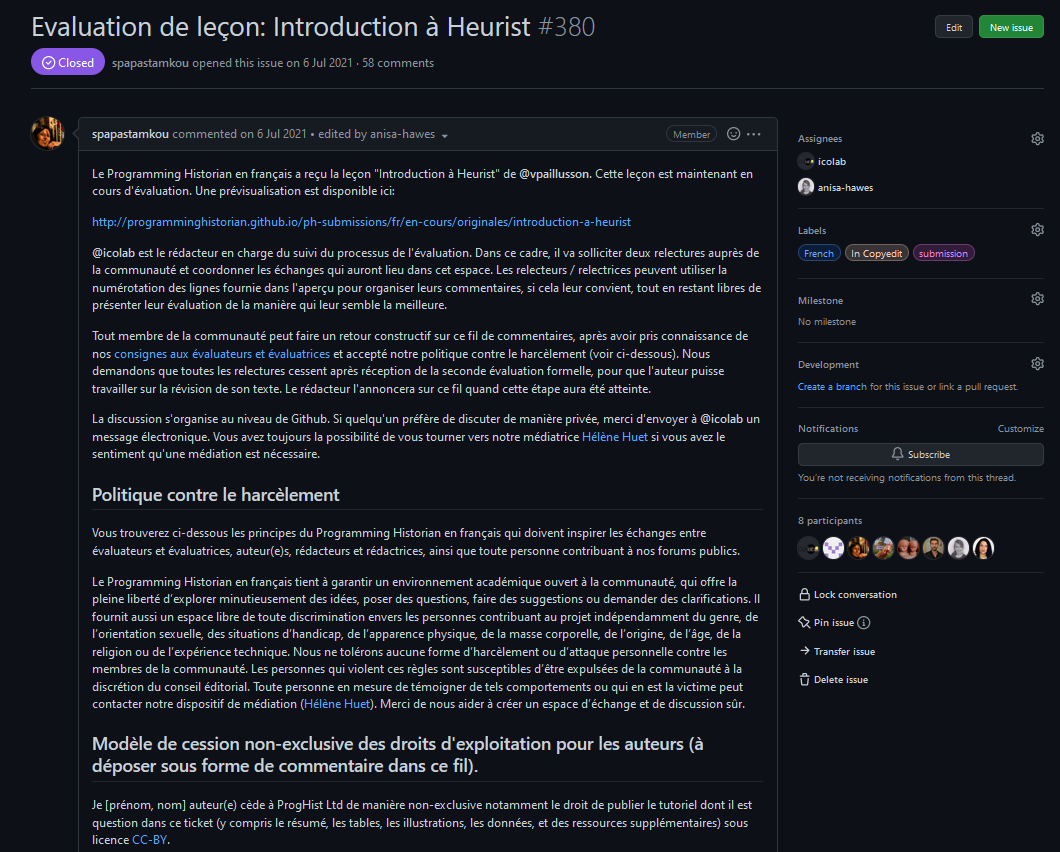 Evaluation de leçon: Introduction à Heurist #380
Edit
New issue
Closed
spapastamkou opened this issue on 6 Jul 2021 · 58 comments
spapastamkou commented on 6 Jul 2021 • edited by anisa-hawes
Member
Le Programming Historian en français a reçu la leçon "Introduction à Heurist" de @vpaillusson. Cette leçon est maintenant en
cours d'évaluation. Une prévisualisation est disponible ici:
http://programminghistorian.github.io/ph-submissions/fr/en-cours/originales/introduction-a-heurist
@icolab est le rédacteur en charge du suivi du processus de l'évaluation. Dans ce cadre, il va solliciter deux relectures auprès de
la communauté et coordonner les échanges qui auront lieu dans cet espace. Les relecteurs / relectrices peuvent utiliser la
numérotation des lignes fournie dans l'aperçu pour organiser leurs commentaires, si cela leur convient, tout en restant libres de
présenter leur évaluation de la manière qui leur semble la meilleure.
Tout membre de la communauté peut faire un retour constructif sur ce fil de commentaires, après avoir pris connaissance de
nos consignes aux évaluateurs et évaluatrices et accepté notre politique contre le harcèlement (voir ci-dessous). Nous
demandons que toutes les relectures cessent après réception de la seconde évaluation formelle, pour que l'auteur puisse
travailler sur la révision de son texte. Le rédacteur l'annoncera sur ce fil quand cette étape aura été atteinte.
La discussion s'organise au niveau de Github. Si quelqu'un préfère de discuter de manière privée, merci d'envoyer à @icolab un
message électronique. Vous avez toujours la possibilité de vous tourner vers notre médiatrice Hélène Huet si vous avez le
sentiment qu'une médiation est nécessaire.
Politique contre le harcèlement
Vous trouverez ci-dessous les principes du Programming Historian en français qui doivent inspirer les échanges entre
évaluateurs et évaluatrices, auteur(e)s, rédacteurs et rédactrices, ainsi que toute personne contribuant à nos forums publics.
Le Programming Historian en français tient à garantir un environnement académique ouvert à la communauté, qui offre la
pleine liberté d'explorer minutieusement des idées, poser des questions, faire des suggestions ou demander des clarifications. Il
fournit aussi un espace libre de toute discrimination envers les personnes contribuant au projet indépendamment du genre, de
l'orientation sexuelle, des situations d'handicap, de l'apparence physique, de la masse corporelle, de l'origine, de l'âge, de la
religion ou de l'expérience technique. Nous ne tolérons aucune forme d'harcèlement ou d'attaque personnelle contre les
membres de la communauté. Les personnes qui violent ces règles sont susceptibles d'être expulsées de la communauté à la
discrétion du conseil éditorial. Toute personne en mesure de témoigner de tels comportements ou qui en est la victime peut
contacter notre dispositif de médiation (Hélène Huet). Merci de nous aider à créer un espace d'échange et de discussion sûr.
Modèle de cession non-exclusive des droits d'exploitation pour les auteurs (à
déposer sous forme de commentaire dans ce fil).
Je [prénom, nom] auteur(e) cède à ProgHist Ltd de manière non-exclusive notamment le droit de publier le tutoriel dont il est
question dans ce ticket (y compris le résumé, les tables, les illustrations, les données, et des ressources supplémentaires) sous
licence CC-BY.
Assignees
icolab
anisa-hawes
Labels
French
In Copyedit
submission
Milestone
No milestone
Development
Create a branch for this issue or link a pull request.
Notifications
Customize
Subscribe
You're not receiving notifications from this thread.
8 participants
Lock conversation
Pin issue
Transfer issue
Delete issue